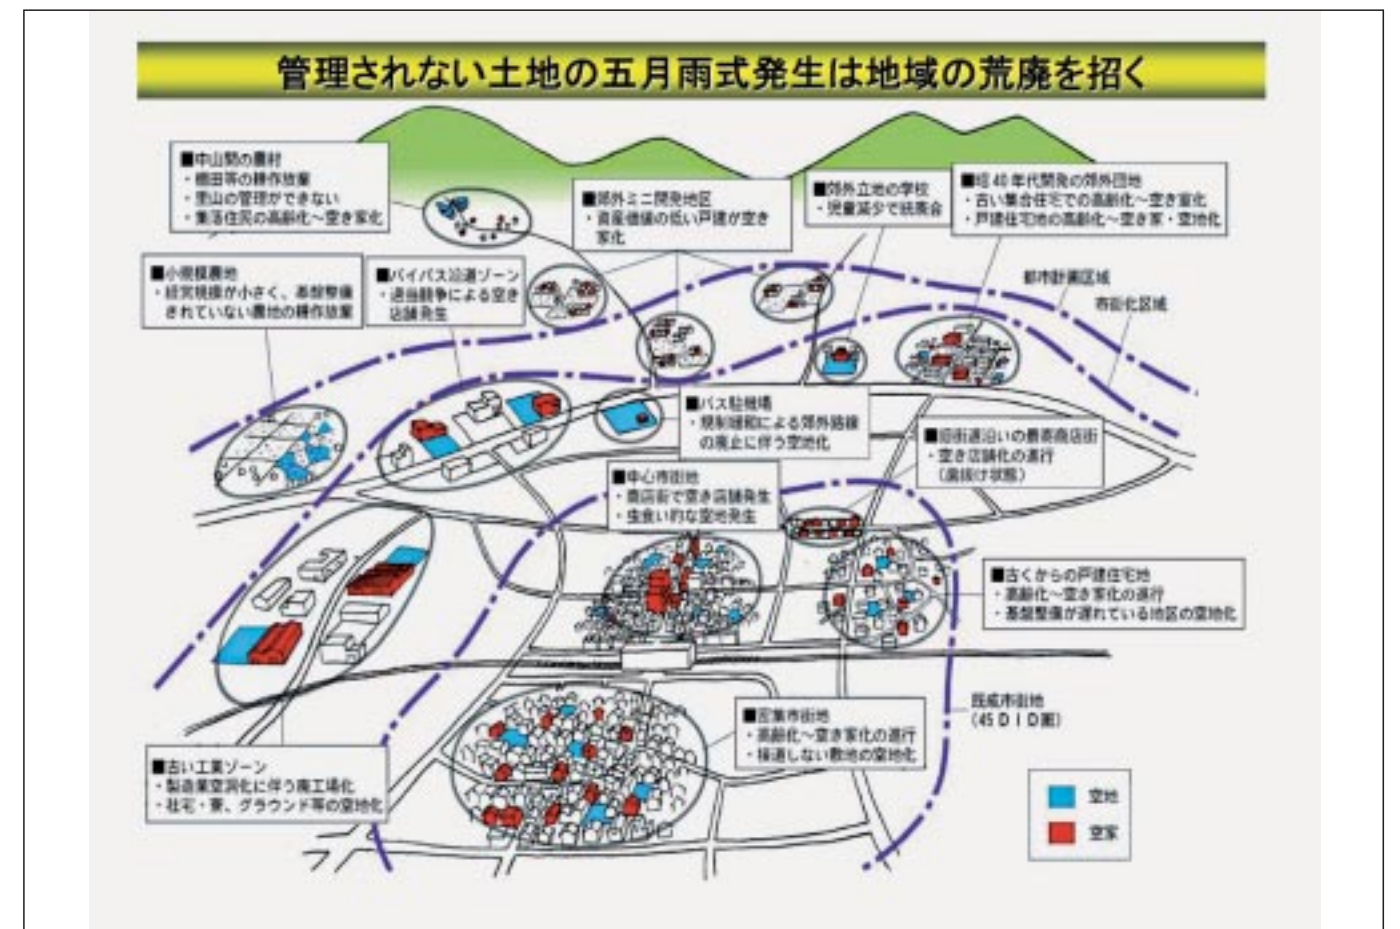 管理されない土地の五月雨式発生は地域の荒廃を招く
■中山間の農村
・棚田等の耕作放棄
・里山の管理ができない
・集落住民の高齢化～空き家化
■郊外ミニ開発地区
・資産価値の低い戸建が空き
家化
■郊外立地の学校
・児童減少で統廃合
■昭40年代開発の郊外団地
・古い集合住宅での高齢化～空き室化
・戸建住宅地の高齢化～空き家・空地化
■小規模農地
・経営規模が小さく、基盤整備
されていない農地の耕作放棄
■バイパス沿道ゾーン
・過当競争による空き
店舗発生
都市計画区域
市街化区域
■バス駐機場
・規制緩和による郊外路線
の廃止に伴う空地化
■旧街道沿いの最寄商店街
・空き店舗化の進行
（歯抜け状態）
■中心市街地
・商店街で空き店舗発生
・虫食い的な空地発生
■古くからの戸建住宅地
・高齢化～空き家化の進行
・基盤整備が遅れている地区の空地化
既成市街地
（45DID圏）
■密集市街地
・高齢化～空き家化の進行
・接道しない敷地の空地化
■古い工業ゾーン
・製造業空洞化に伴う廃工場化
・社宅・寮、グラウンド等の空地化
空地
空家